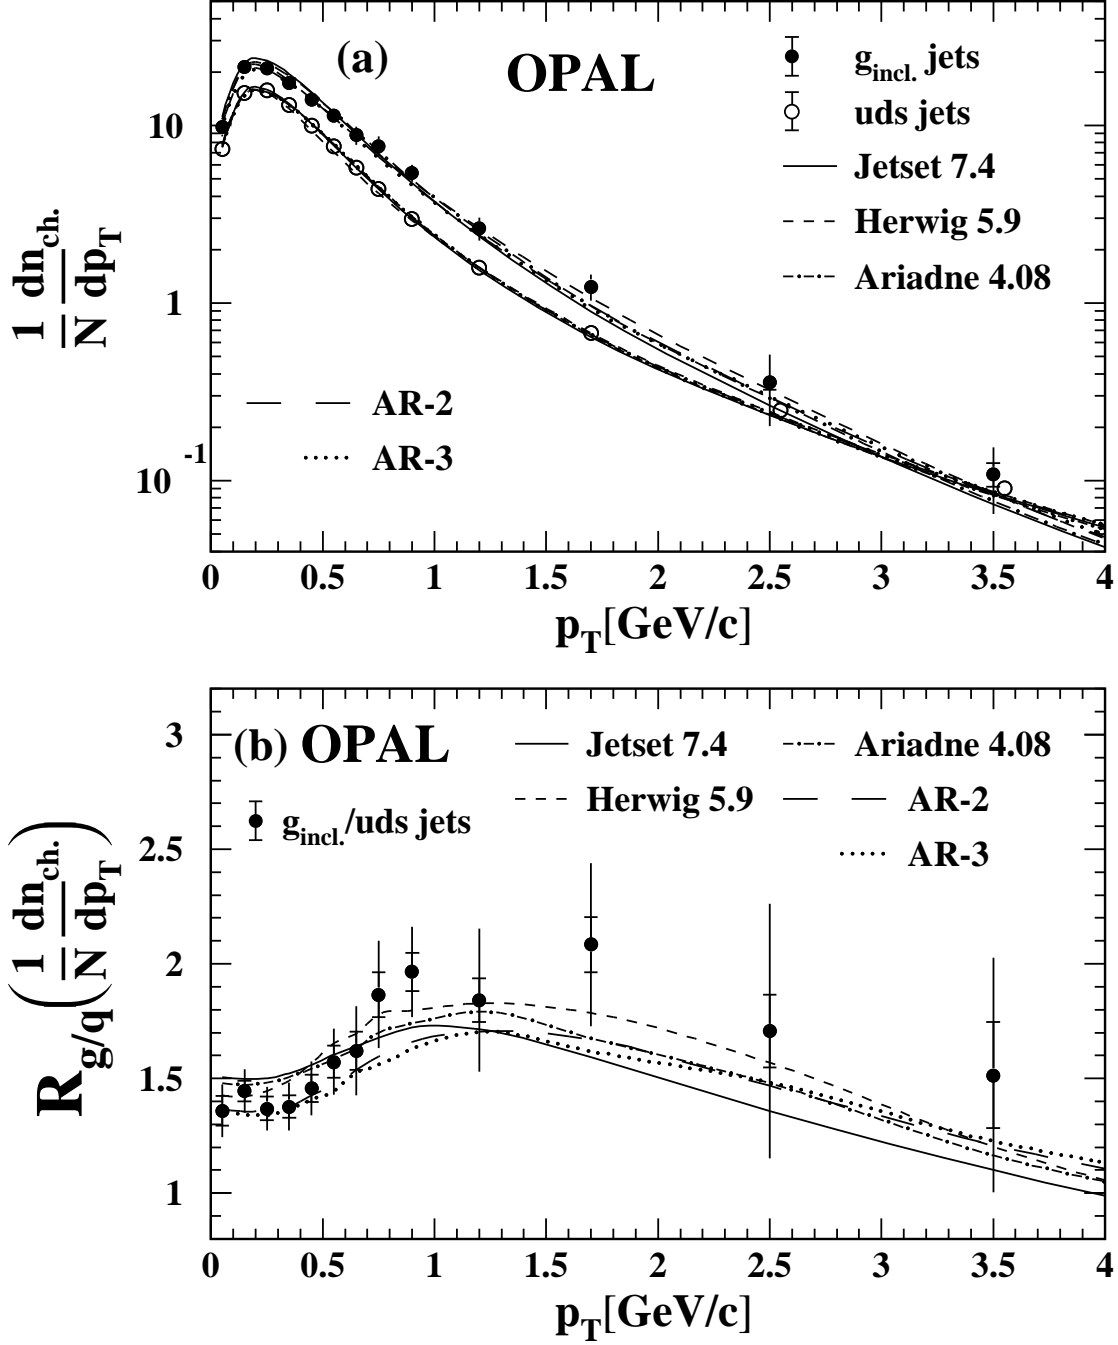 (a) OPAL
g_incl. jets
uds jets
Jetset 7.4
Herwig 5.9
Ariadne 4.08
AR-2
AR-3
10
1
10 -1
1 dn_ch.
N dp_T
0 0.5 1 1.5 2 2.5 3 3.5 4
p_T[GeV/c]
(b) OPAL
g_incl./uds jets
Jetset 7.4
Herwig 5.9
Ariadne 4.08
AR-2
AR-3
3
2.5
2
1.5
1
R_g/q(1 dn_ch.
N dp_T)
0 0.5 1 1.5 2 2.5 3 3.5 4
p_T[GeV/c]